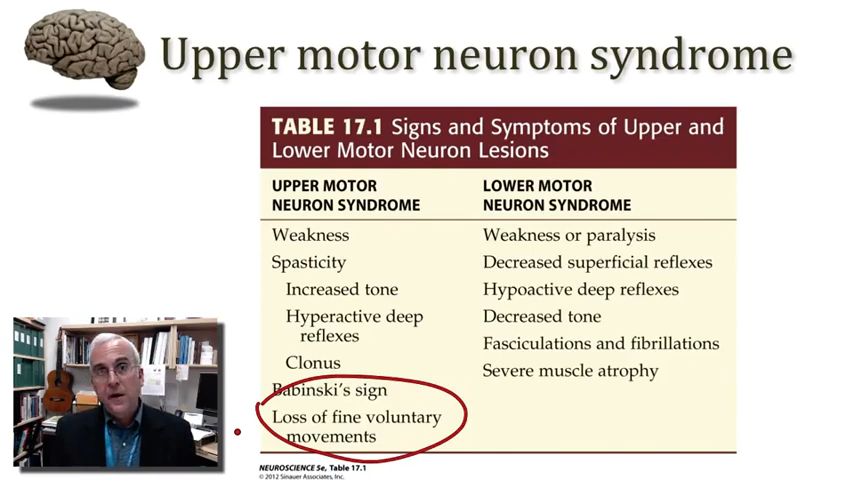 Upper motor neuron syndrome
TABLE 17.1 Signs and Symptoms of Upper and
Lower Motor Neuron Lesions
UPPER MOTOR
NEURON SYNDROME
Weakness
Spasticity
Increased tone
Hyperactive deep
reflexes
Clonus
Babinski's sign
Loss of fine voluntary
movements
LOWER MOTOR
NEURON SYNDROME
Weakness or paralysis
Decreased superficial reflexes
Hypoactive deep reflexes
Decreased tone
Fasciculations and fibrillations
Severe muscle atrophy
NEUROSCIENCE 5e, Table 17.1
© 2012 Sinauer Associates, Inc.